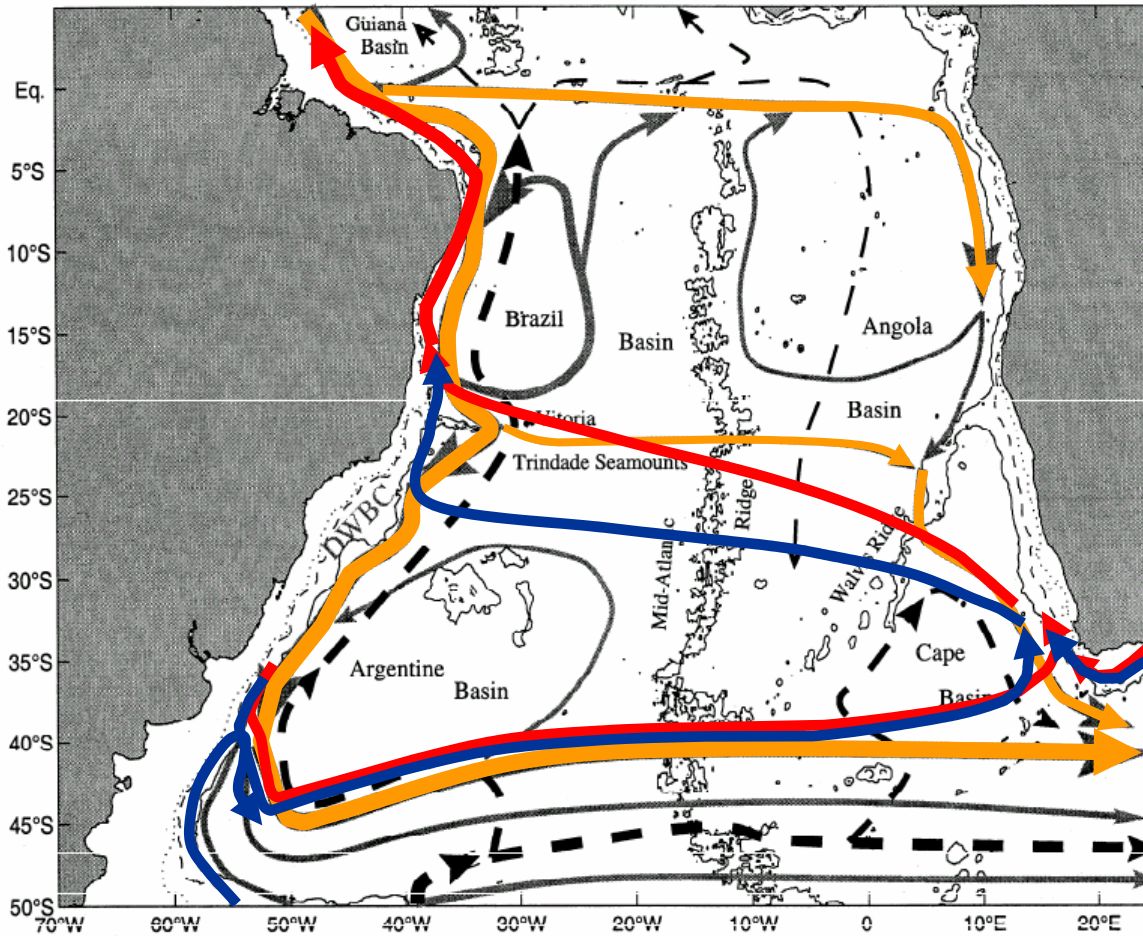 Guiana
Basin
Eq.
5°S
10°S
15°S
20°S
25°S
30°S
35°S
40°S
45°S
50°S
Brazil
Basin
Angola
Basin
Vitoria
Trindade Seamounts
DWBC
Mid-Atlantic
Ridge
Walvis Ridge
Argentine
Basin
Cape
Basin
70°W
60°W
50°W
40°W
30°W
20°W
10°W
0
10°E
20°E